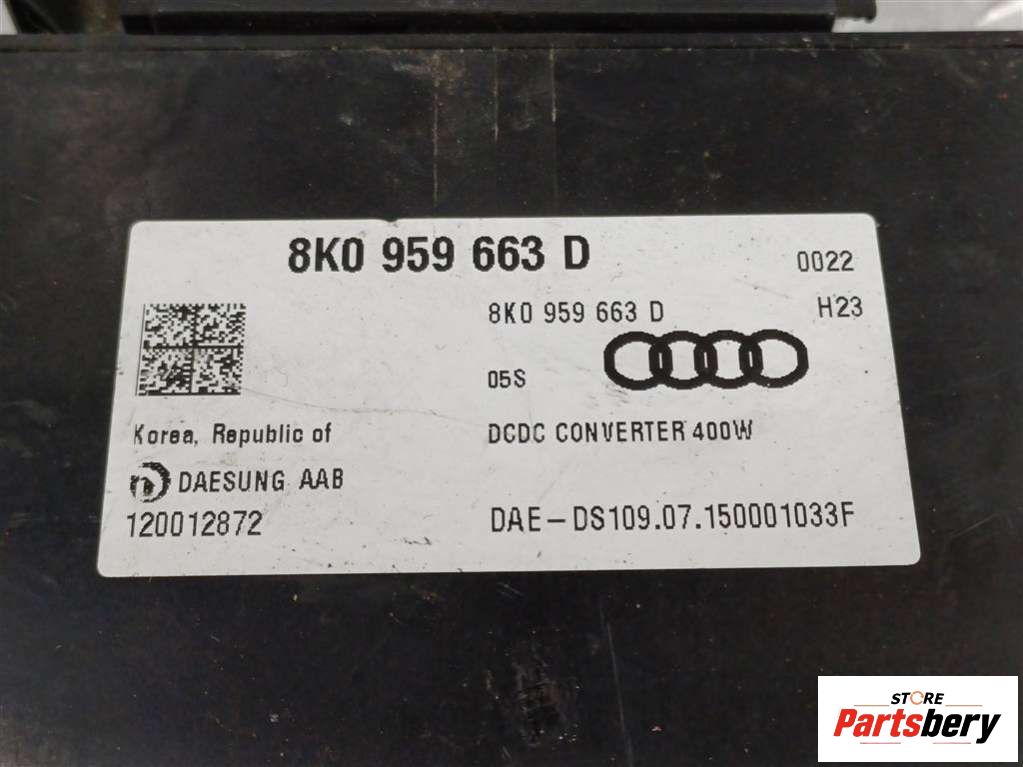 8K0 959 663 D
0022
8K0 959 663 D
H23
05S
Korea, Republic of
DCDC CONVERTER 400W
DAESUNG AAB
120012872
DAE-DS109.07.150001033F
STORE
Partsbery